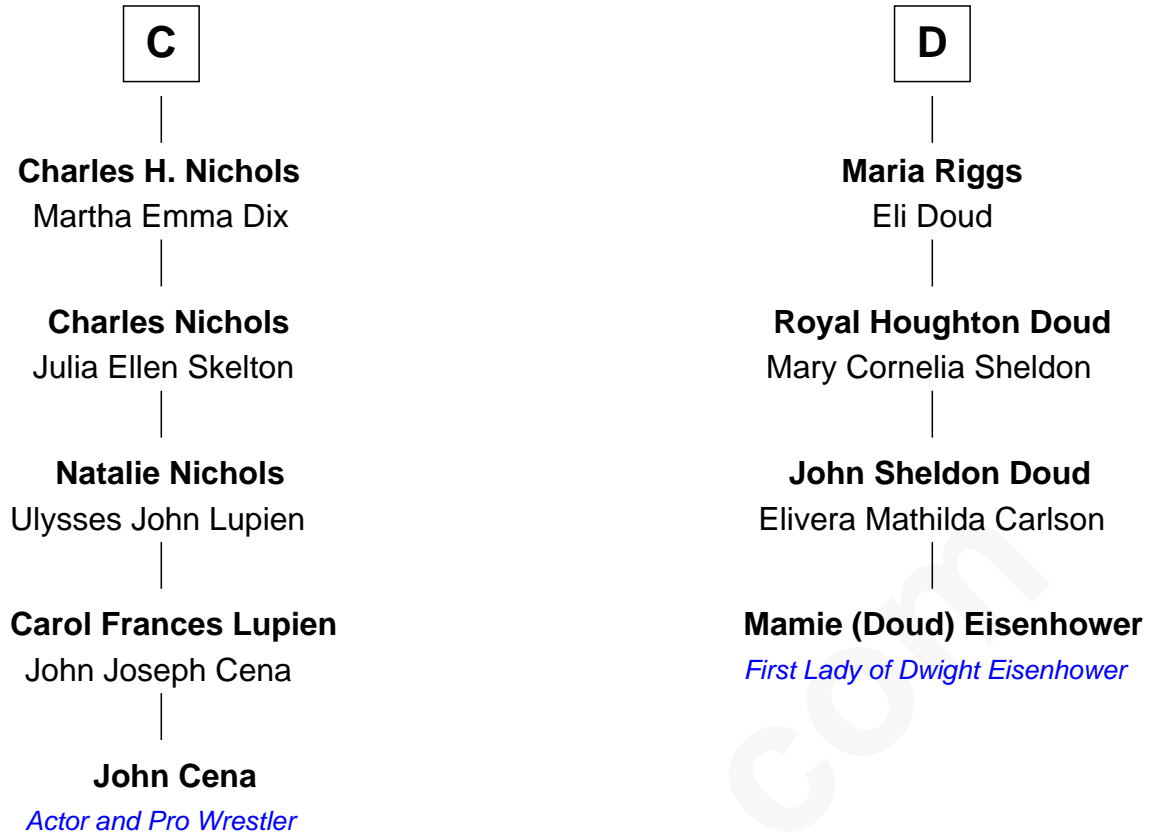 C
Charles H. Nichols
Martha Emma Dix
Charles Nichols
Julia Ellen Skelton
Natalie Nichols
Ulysses John Lupien
Carol Frances Lupien
John Joseph Cena
John Cena
Actor and Pro Wrestler
D
Maria Riggs
Eli Doud
Royal Houghton Doud
Mary Cornelia Sheldon
John Sheldon Doud
Elivera Mathilda Carlson
Mamie (Doud) Eisenhower
First Lady of Dwight Eisenhower
com